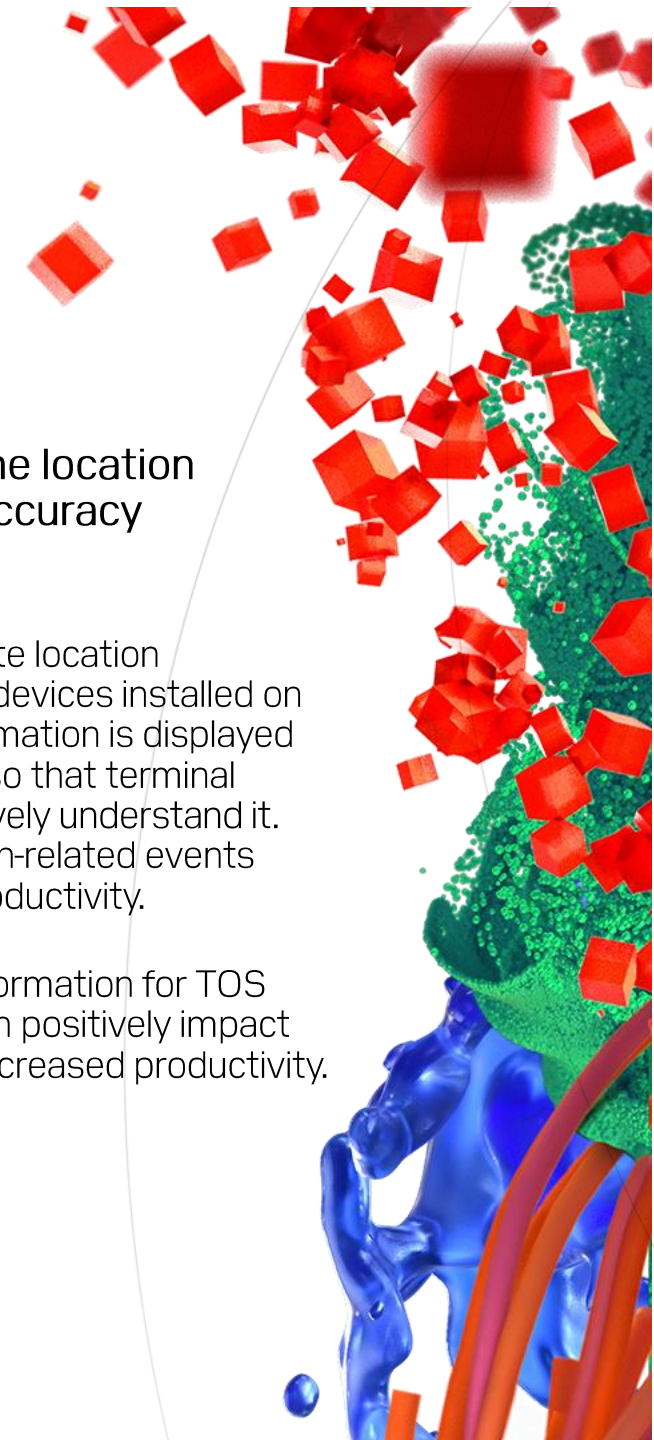 ne location
ccuracy
te location
devices installed on
mation is displayed
so that terminal
vely understand it.
n-related events
oductivity.
ormation for TOS
n positively impact
creased productivity.